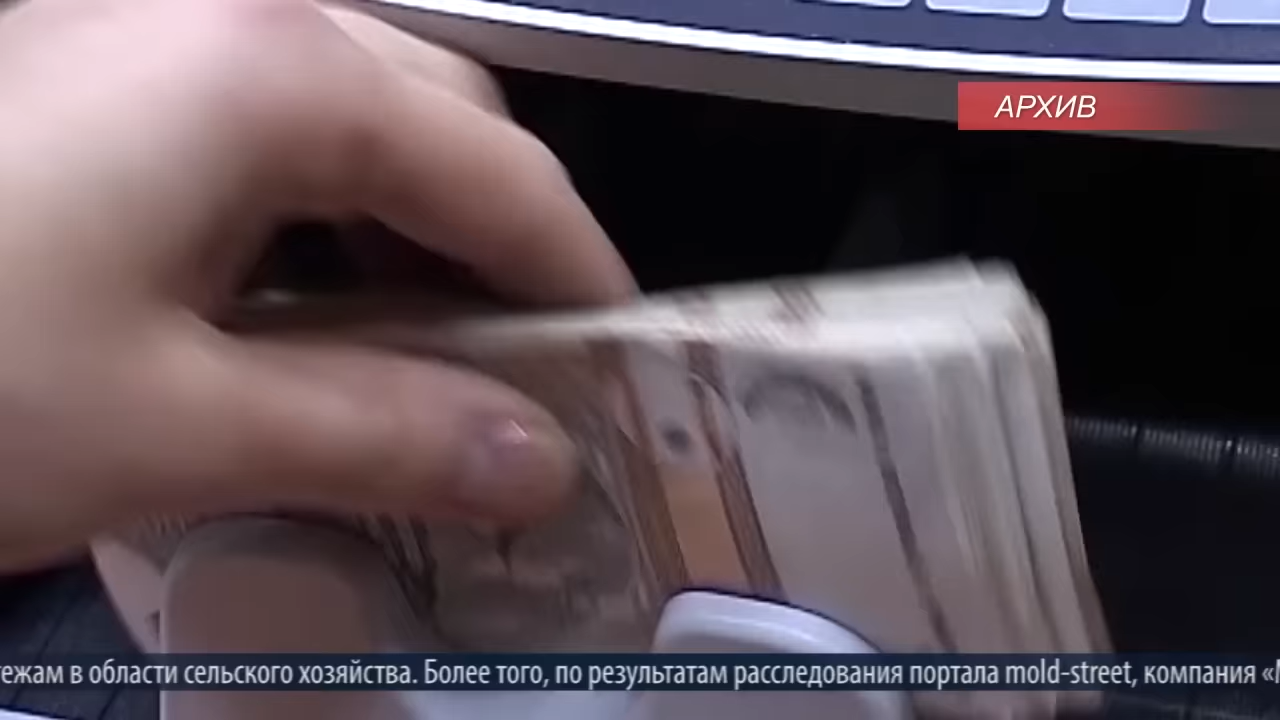 АРХИВ
тежам в области сельского хозяйства. Более того, по результатам расследования портала mold-street, компания «М